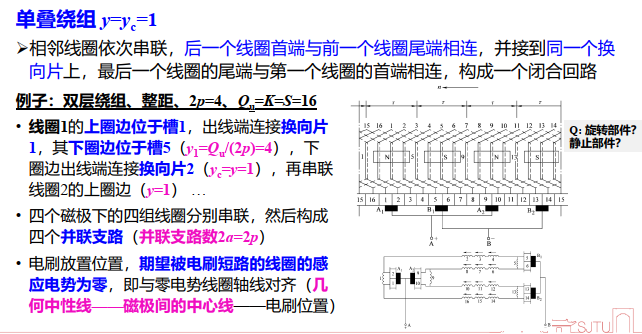 单叠绕组 y=yc=1
➢相邻线圈依次串联，后一个线圈首端与前一个线圈尾端相连，并接到同一个换
向片上，最后一个线圈的尾端与第一个线圈的首端相连，构成一个闭合回路
例子：双层绕组、整距、2p=4、Qu=K=S=16
• 线圈1的上圈边位于槽1，出线端连接换向片
1，其下圈边位于槽5（y1=Qu/(2p)=4），下
圈边出线端连接换向片2（yc=y=1），再串联
线圈2的上圈边（y=1） …
• 四个磁极下的四组线圈分别串联，然后构成
四个并联支路（并联支路数2a=2p）
• 电刷放置位置，期望被电刷短路的线圈的感
应电势为零，即与零电势线圈轴线对齐（几
何中性线——磁极间的中心线——电刷位置）
n
τ τ τ τ
15 16 1 2 3 4 5 6 7 8 9 10 11 12 13 14
N S N S
15 16 1 2 3 4 5 6 7 8 9 10 11 12 13 14 15
A1 B1 A2 B2
+ −
A B
Q: 旋转部件？
静止部件？
A B
SJTU